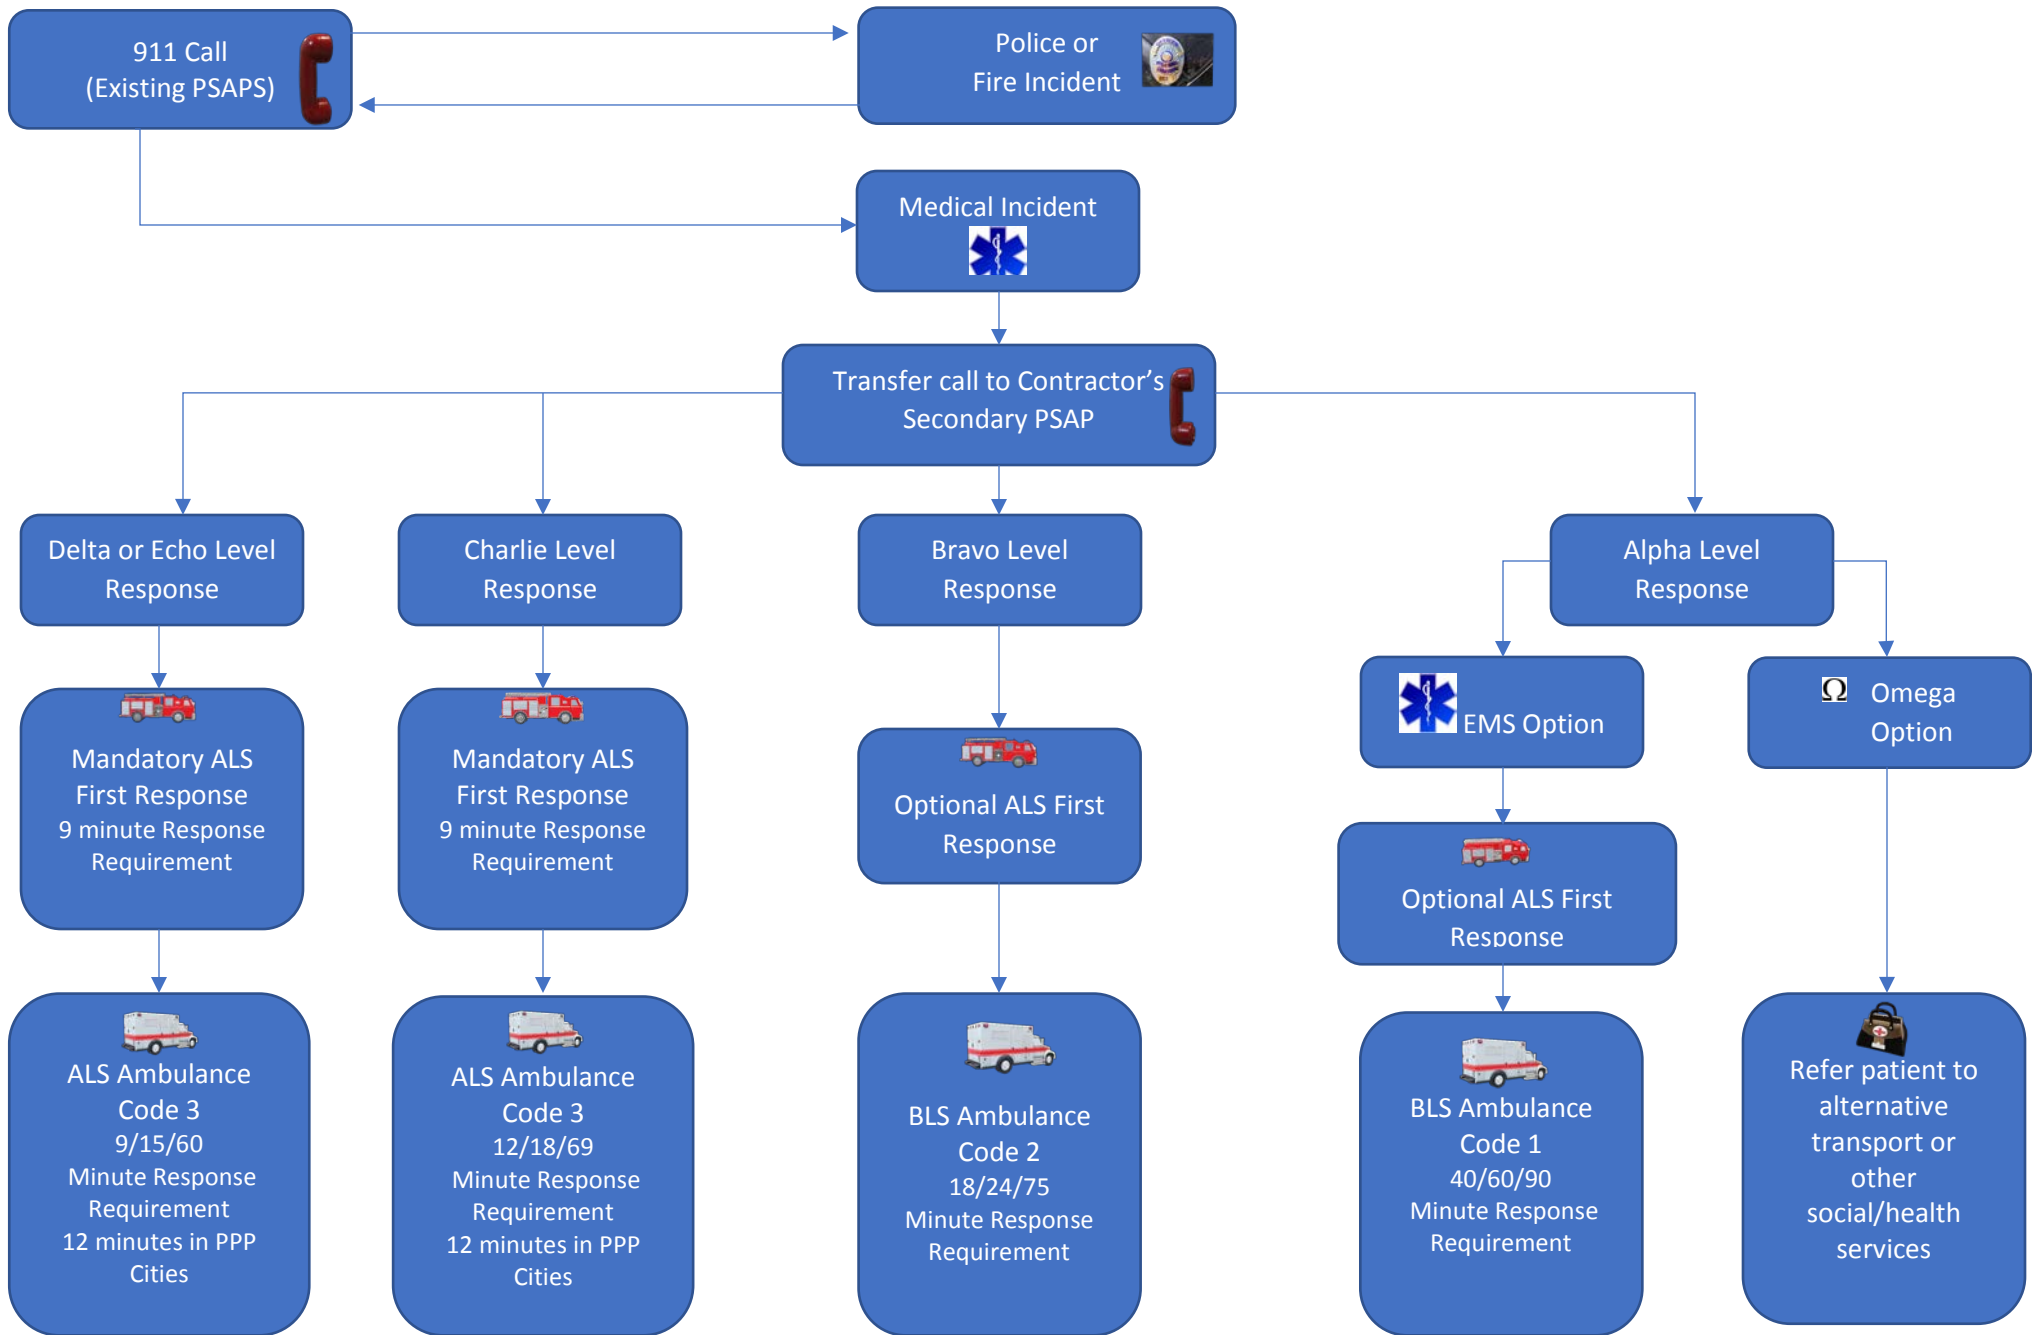 911 Call
(Existing PSAPS)
Police or
Fire Incident
Medical Incident
Transfer call to Contractor’s
Secondary PSAP
Delta or Echo Level
Response
Charlie Level
Response
Bravo Level
Response
Alpha Level
Response
EMS Option
Ω Omega
Option
Mandatory ALS
First Response
9 minute Response
Requirement
Mandatory ALS
First Response
9 minute Response
Requirement
Optional ALS First
Response
Optional ALS First
Response
ALS Ambulance
Code 3
9/15/60
Minute Response
Requirement
12 minutes in PPP
Cities
ALS Ambulance
Code 3
12/18/69
Minute Response
Requirement
12 minutes in PPP
Cities
BLS Ambulance
Code 2
18/24/75
Minute Response
Requirement
BLS Ambulance
Code 1
40/60/90
Minute Response
Requirement
Refer patient to
alternative
transport or
other
social/health
services